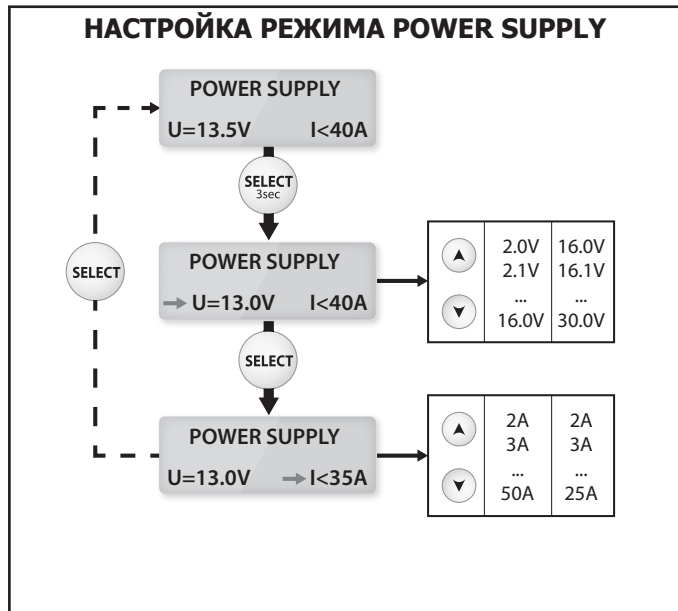 НАСТРОЙКА РЕЖИМА POWER SUPPLY
POWER SUPPLY
U=13.5V I<40A
SELECT
3sec
POWER SUPPLY
U=13.0V I<40A
2.0V 16.0V
2.1V 16.1V
... ...
16.0V 30.0V
SELECT
SELECT
POWER SUPPLY
U=13.0V I<35A
2A 2A
3A 3A
... ...
50A 25A